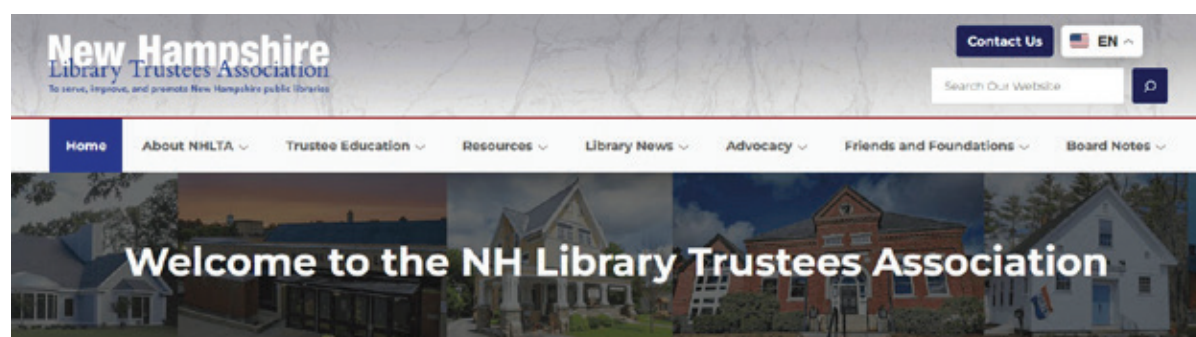 New Hampshire
Library Trustees Association
To serve, improve, and promote New Hampshire public libraries
Contact Us
EN
Search Our Website
Home
About NHLTA
Trustee Education
Resources
Library News
Advocacy
Friends and Foundations
Board Notes
Welcome to the NH Library Trustees Association